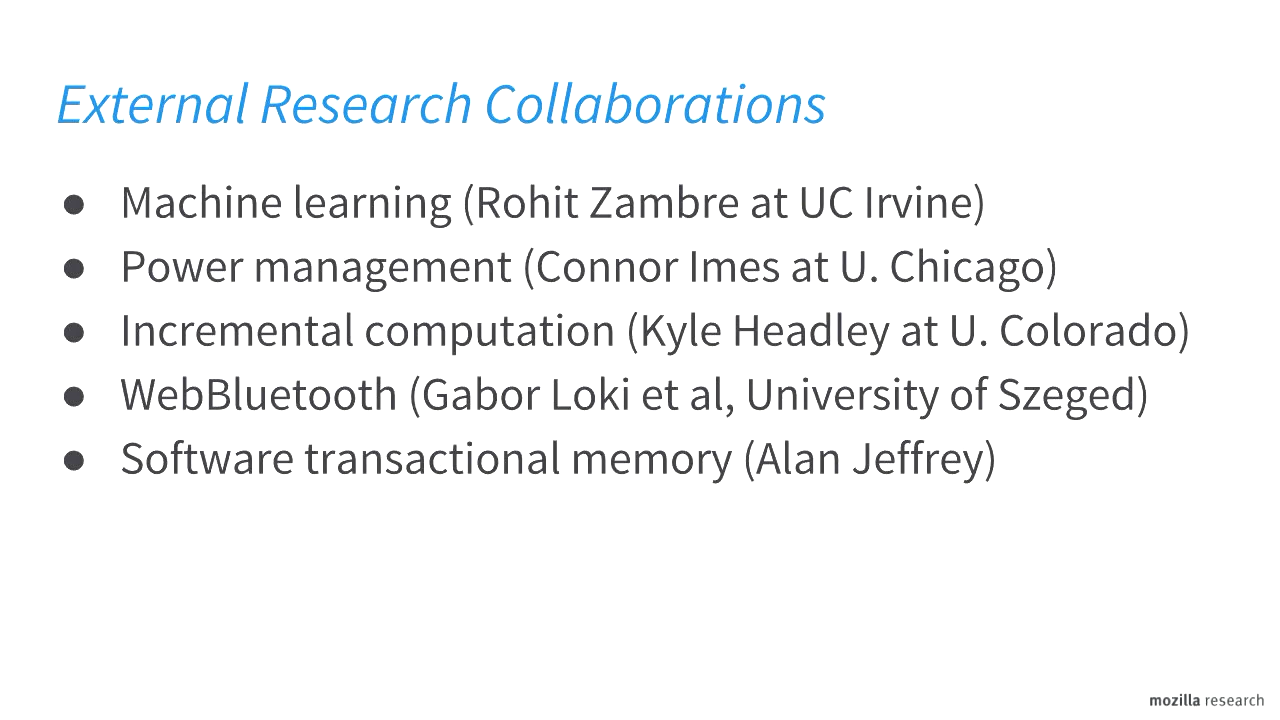 External Research Collaborations
● Machine learning (Rohit Zambre at UC Irvine)
● Power management (Connor Imes at U. Chicago)
● Incremental computation (Kyle Headley at U. Colorado)
● WebBluetooth (Gabor Loki et al, University of Szeged)
● Software transactional memory (Alan Jeffrey)
mozilla research